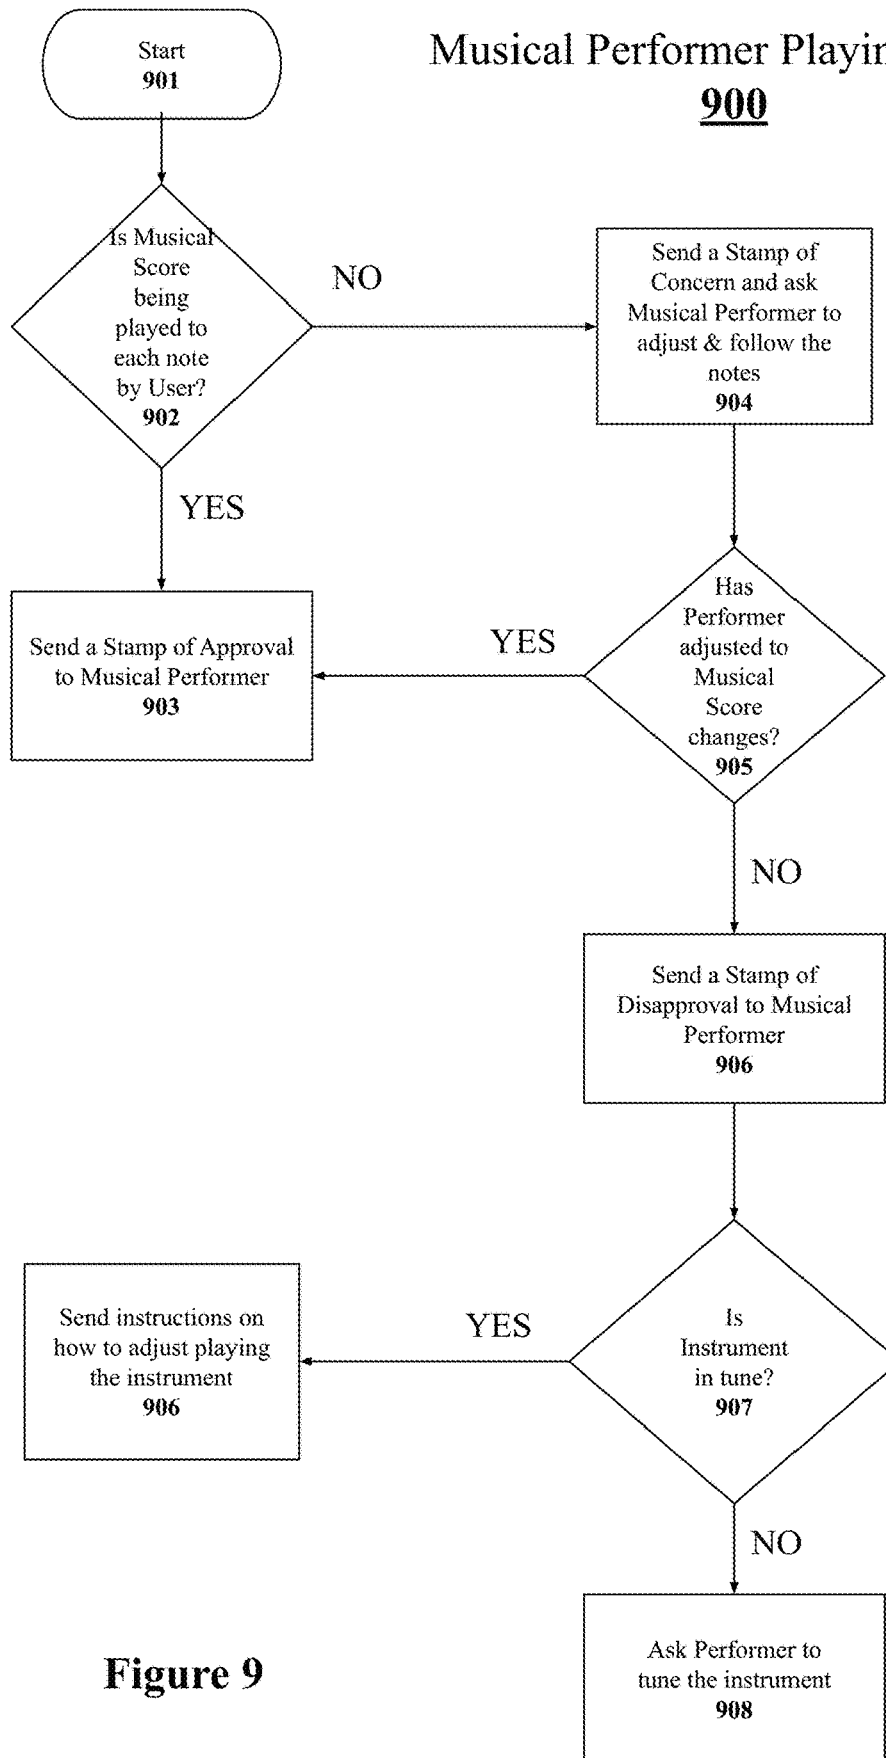 Start
901
Musical Performer Playin
900
Is Musical
Score
being
played to
each note
by User?
902
NO
Send a Stamp of
Concern and ask
Musical Performer to
adjust & follow the
notes
904
YES
Send a Stamp of Approval
to Musical Performer
903
YES
Has
Performer
adjusted to
Musical
Score
changes?
905
NO
Send a Stamp of
Disapproval to Musical
Performer
906
Send instructions on
how to adjust playing
the instrument
906
YES
Is
Instrument
in tune?
907
NO
Ask Performer to
tune the instrument
908
Figure 9